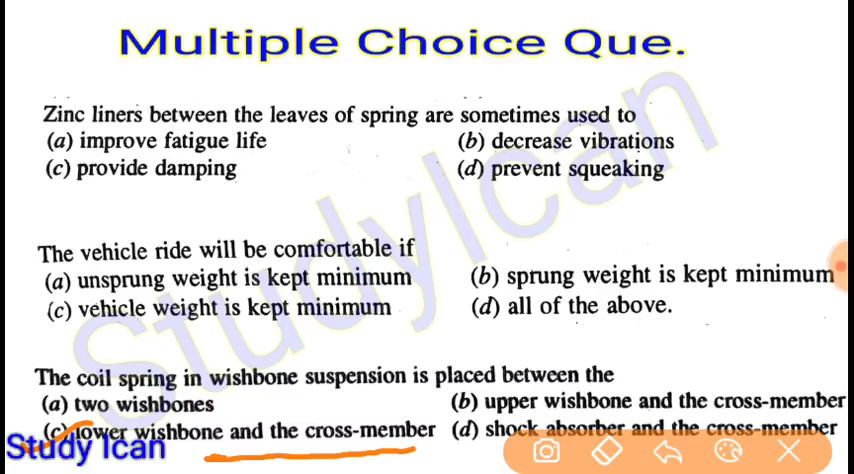 Multiple Choice Que.
Zinc liners between the leaves of spring are sometimes used to
(a) improve fatigue life (b) decrease vibrations
(c) provide damping (d) prevent squeaking
The vehicle ride will be comfortable if
(a) unsprung weight is kept minimum (b) sprung weight is kept minimum
(c) vehicle weight is kept minimum (d) all of the above.
The coil spring in wishbone suspension is placed between the
(a) two wishbones (b) upper wishbone and the cross-member
(c) lower wishbone and the cross-member (d) shock absorber and the cross-member
Study Ican
StudyIcan